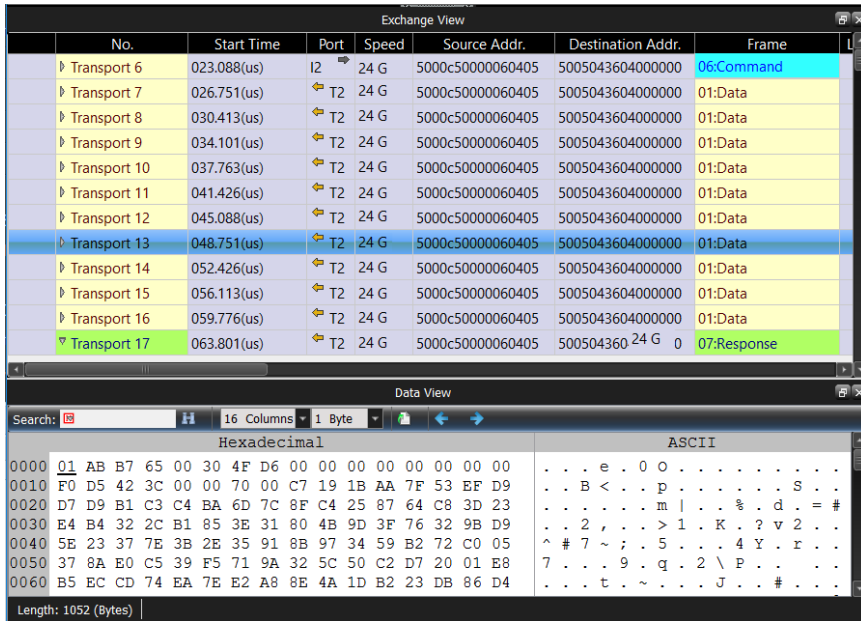 Exchange View
No. Start Time Port Speed Source Addr. Destination Addr. Frame L
Transport 6 023.088(us) I2 24 G 5000c50000060405 5005043604000000 06:Command
Transport 7 026.751(us) T2 24 G 5000c50000060405 5005043604000000 01:Data
Transport 8 030.413(us) T2 24 G 5000c50000060405 5005043604000000 01:Data
Transport 9 034.101(us) T2 24 G 5000c50000060405 5005043604000000 01:Data
Transport 10 037.763(us) T2 24 G 5000c50000060405 5005043604000000 01:Data
Transport 11 041.426(us) T2 24 G 5000c50000060405 5005043604000000 01:Data
Transport 12 045.088(us) T2 24 G 5000c50000060405 5005043604000000 01:Data
Transport 13 048.751(us) T2 24 G 5000c50000060405 5005043604000000 01:Data
Transport 14 052.426(us) T2 24 G 5000c50000060405 5005043604000000 01:Data
Transport 15 056.113(us) T2 24 G 5000c50000060405 5005043604000000 01:Data
Transport 16 059.776(us) T2 24 G 5000c50000060405 5005043604000000 01:Data
Transport 17 063.801(us) T2 24 G 5000c50000060405 500504360 24 G 0 07:Response
Data View
Search: 16 Columns 1 Byte
Hexadecimal ASCII
0000 01 AB B7 65 00 30 4F D6 00 00 00 00 00 00 00 00 . . . e . 0 O . . . . . . . . .
0010 F0 D5 42 3C 00 00 70 00 C7 19 1B AA 7F 53 EF D9 . . B < . . p . . . . . . S . .
0020 D7 D9 B1 C3 C4 BA 6D 7C 8F C4 25 87 64 C8 3D 23 . . . . . . m | . . % . d . = #
0030 E4 B4 32 2C B1 85 3E 31 80 4B 9D 3F 76 32 9B D9 . . 2 , . . > 1 . K . ? v 2 . .
0040 5E 23 37 7E 3B 2E 35 91 8B 97 34 59 B2 72 C0 05 ^ # 7 ~ ; . 5 . . . 4 Y . r . .
0050 37 8A E0 C5 39 F5 71 9A 32 5C 50 C2 D7 20 01 E8 7 . . . 9 . q . 2 \ P . . . .
0060 B5 EC CD 74 EA 7E E2 A8 8E 4A 1D B2 23 DB 86 D4 . . . t . ~ . . . J . . # . . .
Length: 1052 (Bytes)